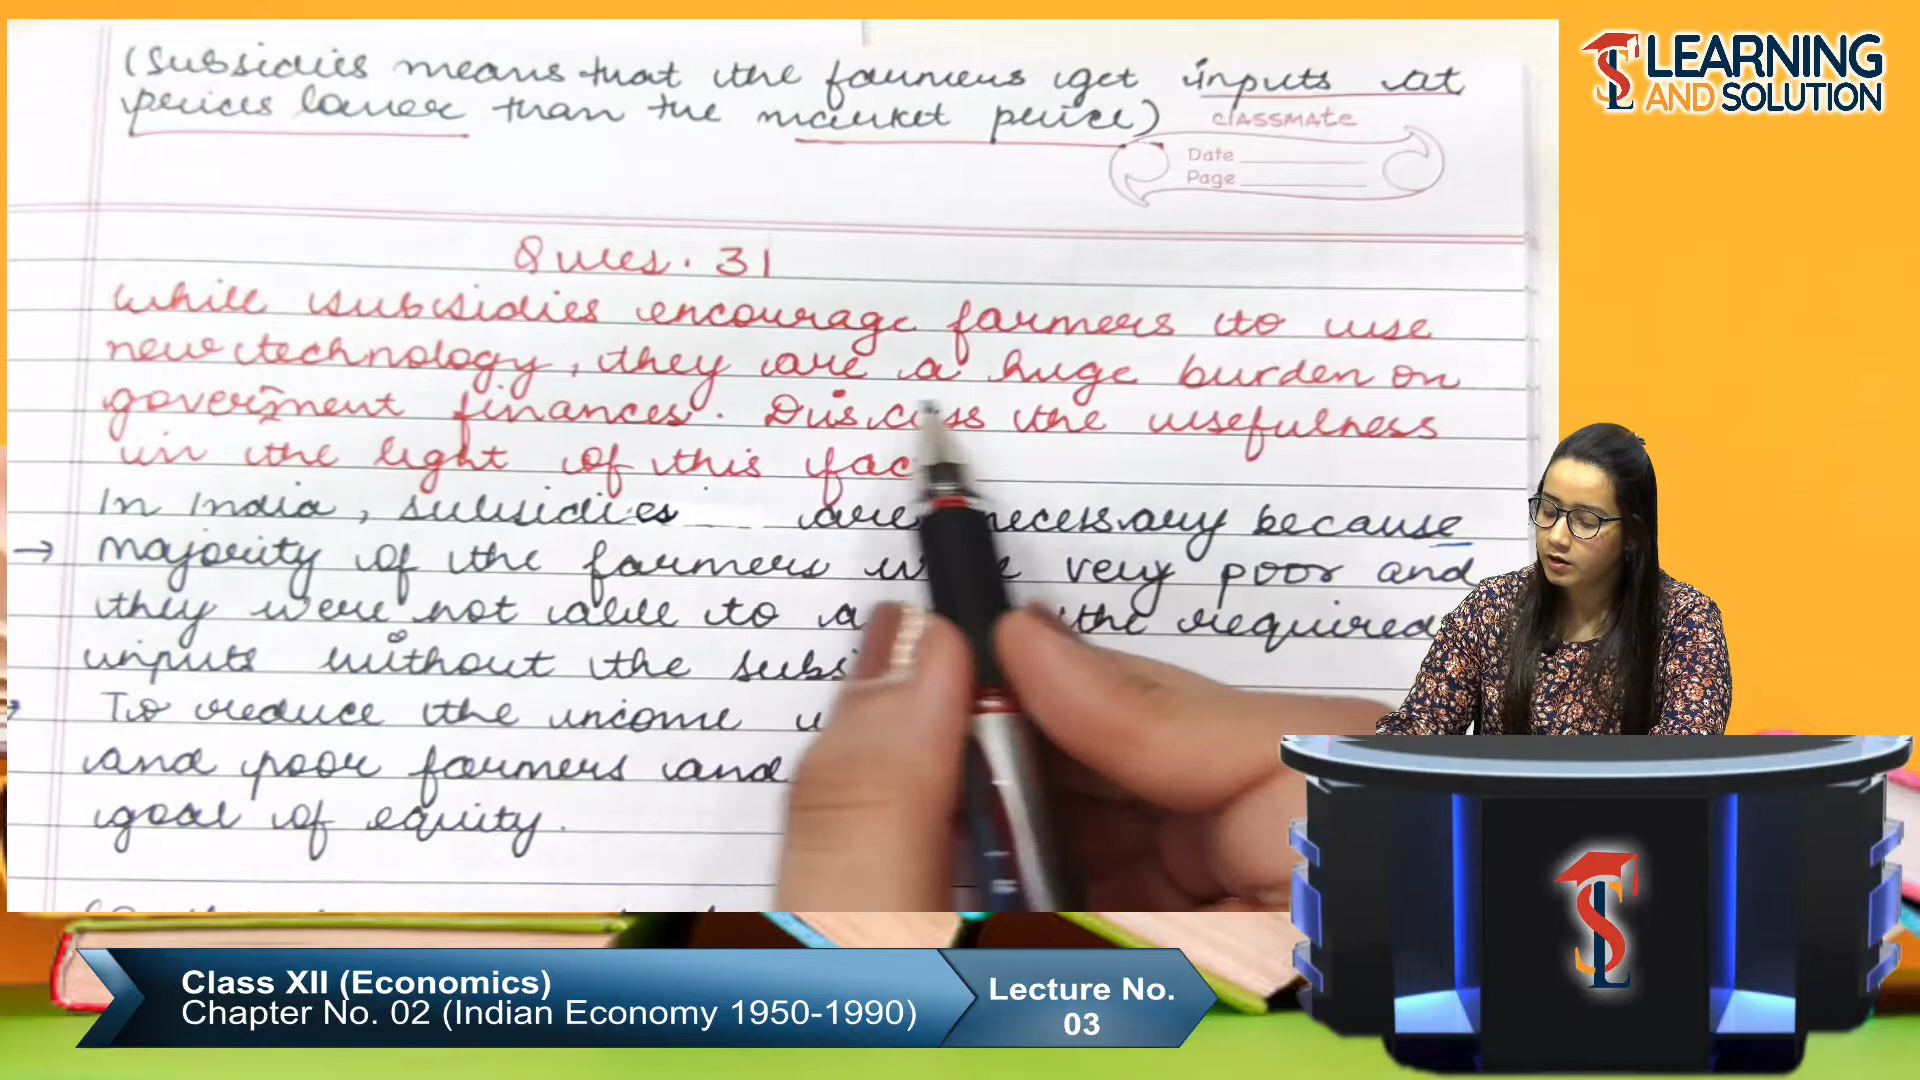 (Subsidies means that the farmers get inputs at
prices lower than the market price)
classmate
Date
Page
Ques. 31
While subsidies encourage farmers to use
new technology, they are a huge burden on
government finances. Discuss the usefulness
in the light of this fac
In India, subsidies are necessary because
→ majority of the farmers very poor and
they were not able to the required
inputs without the subs
To reduce the income
and poor farmers and
goal of equity.
LEARNING
AND SOLUTION
Class XII (Economics)
Chapter No. 02 (Indian Economy 1950-1990)
Lecture No.
03